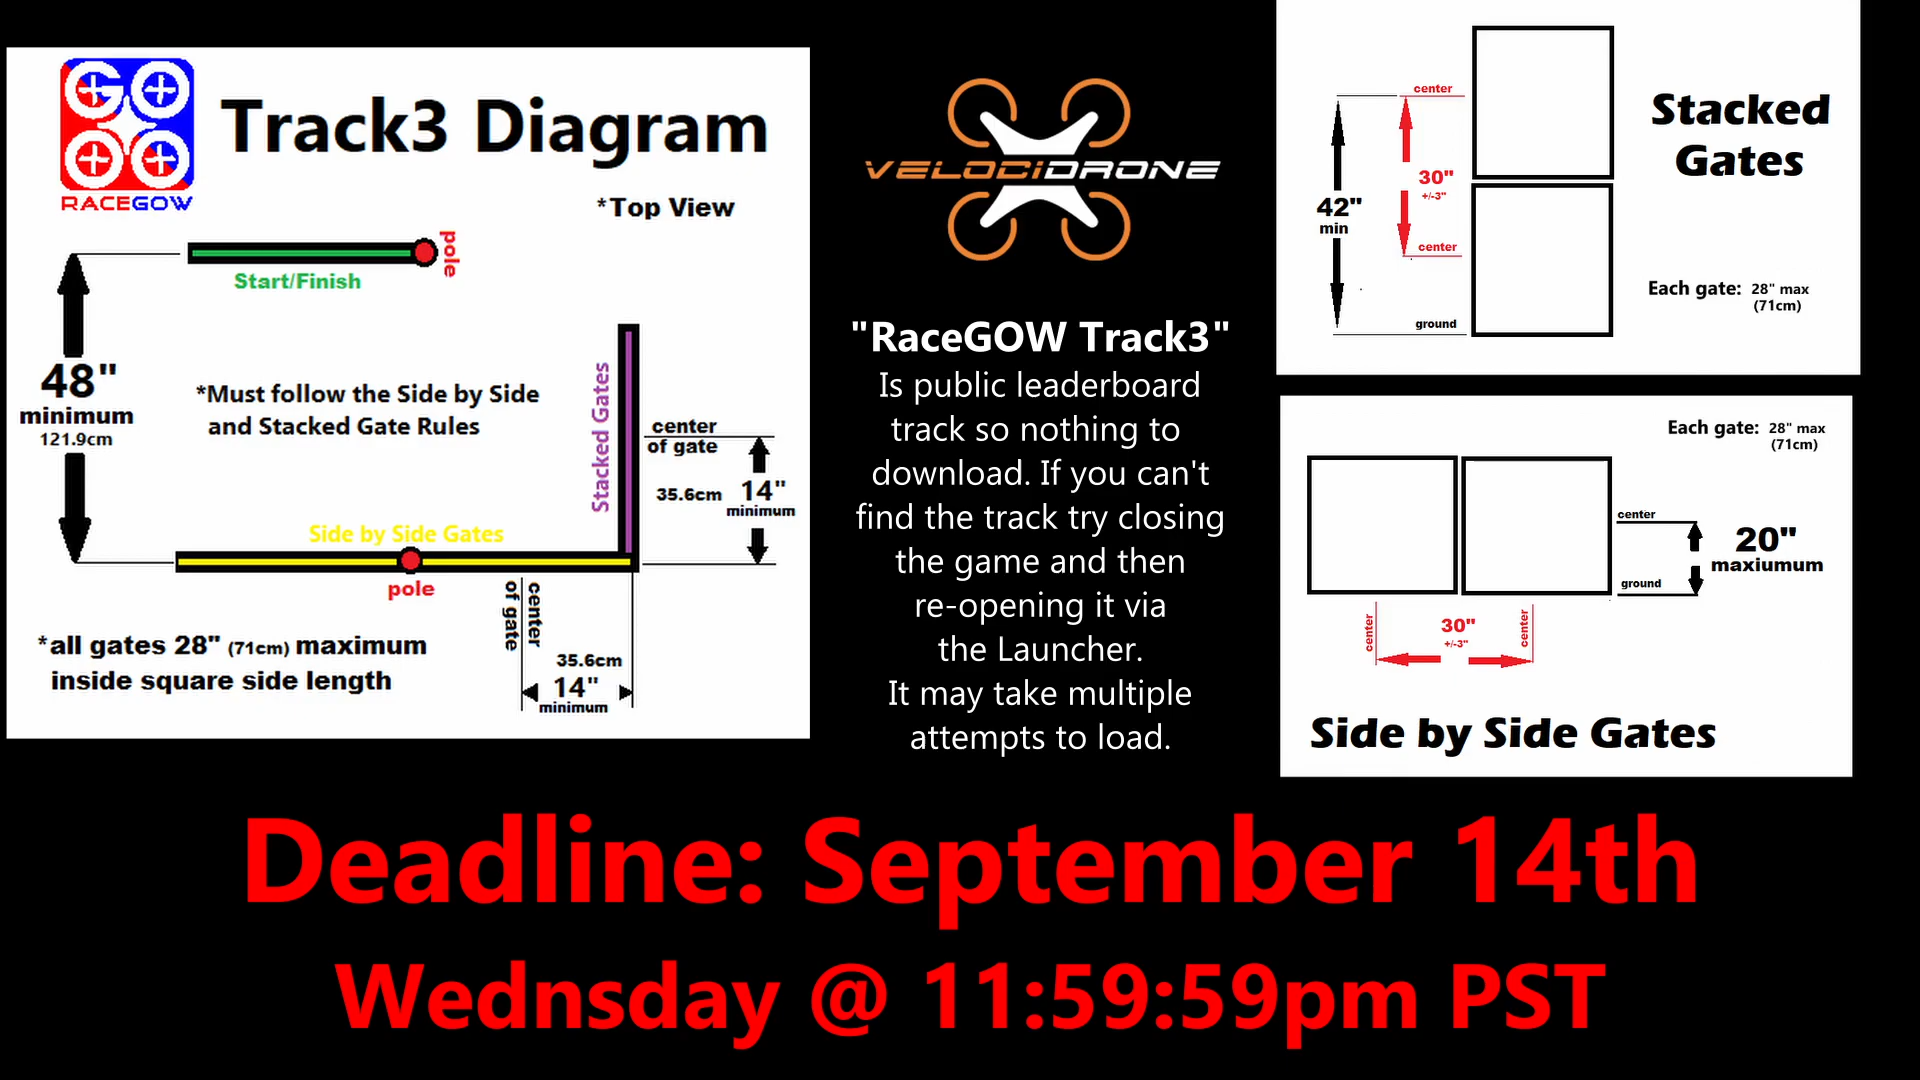 GO
RACEGOW
Track3 Diagram
*Top View
Start/Finish
pole
48"
minimum
121.9cm
*Must follow the Side by Side
and Stacked Gate Rules
Stacked Gates
center
of gate
35.6cm
14"
minimum
Side by Side Gates
pole
center
of gate
35.6cm
14"
minimum
*all gates 28" (71cm) maximum
inside square side length
VELOCIDRONE
"RaceGOW Track3"
Is public leaderboard
track so nothing to
download. If you can't
find the track try closing
the game and then
re-opening it via
the Launcher.
It may take multiple
attempts to load.
Stacked
Gates
center
30"
+/-3"
center
42"
min
ground
Each gate: 28" max
(71cm)
Each gate: 28" max
(71cm)
center
20"
maxiumum
ground
center
30"
+/-3"
center
Side by Side Gates
Deadline: September 14th
Wednsday @ 11:59:59pm PST